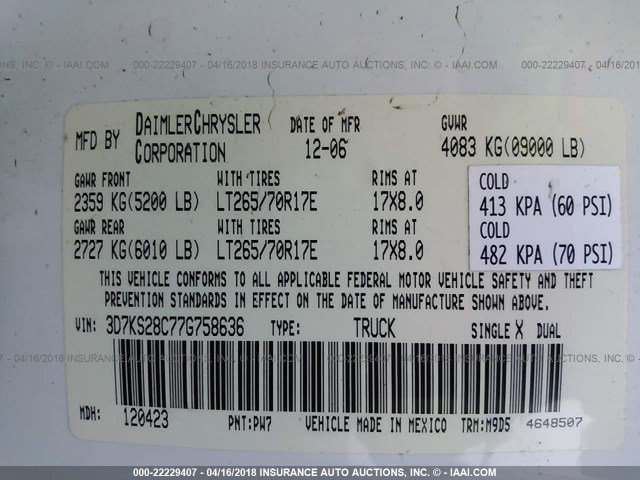 000-22229407 - 04/16/2018 INSURANCE AUTO AUCTIONS, INC. - © IAAI.COM
MFD BY DAIMLERCHRYSLER CORPORATION
DATE OF MFR 12-06
GVWR 4083 KG(09000 LB)
GAWR FRONT WITH TIRES RIMS AT COLD
2359 KG(5200 LB) LT265/70R17E 17X8.0 413 KPA (60 PSI)
GAWR REAR WITH TIRES RIMS AT COLD
2727 KG(6010 LB) LT265/70R17E 17X8.0 482 KPA (70 PSI)
THIS VEHICLE CONFORMS TO ALL APPLICABLE FEDERAL MOTOR VEHICLE SAFETY AND THEFT
PREVENTION STANDARDS IN EFFECT ON THE DATE OF MANUFACTURE SHOWN ABOVE.
VIN: 3D7KS28C77G758636 TYPE: TRUCK SINGLE X DUAL
MDH: 120423 PNT:PW7 VEHICLE MADE IN MEXICO TRM:M9D5 4648507
000-22229407 - 04/16/2018 INSURANCE AUTO AUCTIONS, INC. - © IAAI.COM